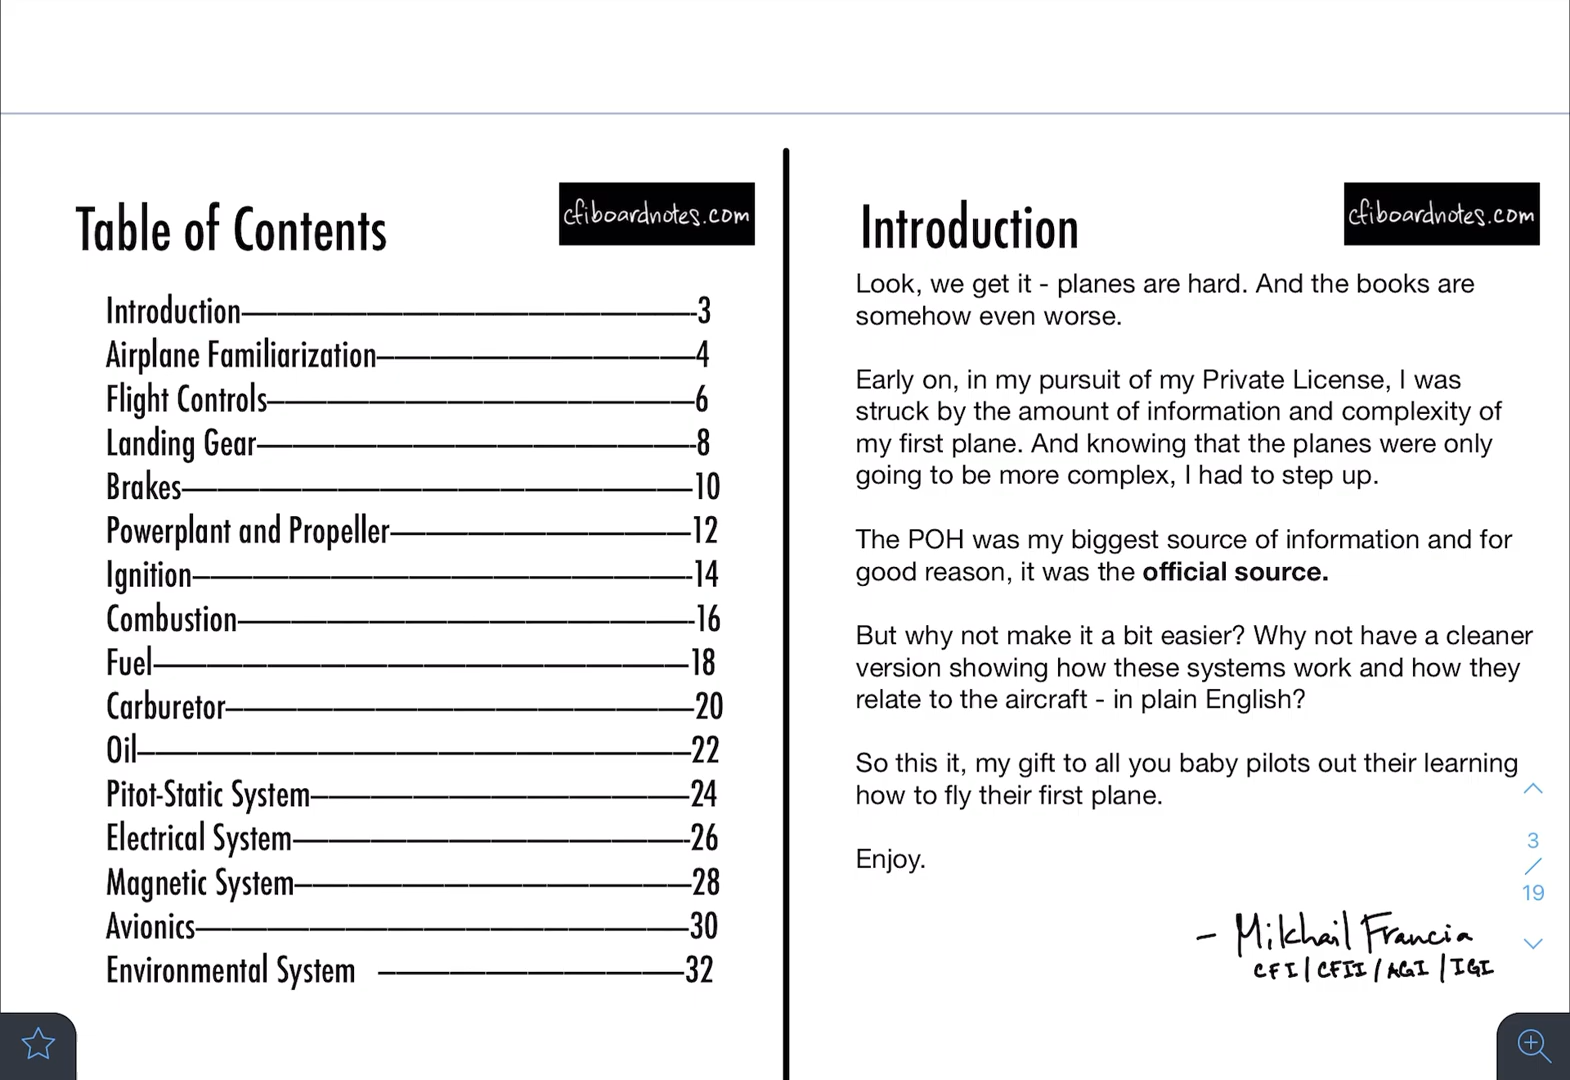 Table of Contents
cfiboardnotes.com
Introduction 3
Airplane Familiarization 4
Flight Controls 6
Landing Gear 8
Brakes 10
Powerplant and Propeller 12
Ignition 14
Combustion 16
Fuel 18
Carburetor 20
Oil 22
Pitot-Static System 24
Electrical System 26
Magnetic System 28
Avionics 30
Environmental System 32
Introduction
cfiboardnotes.com
Look, we get it - planes are hard. And the books are
somehow even worse.
Early on, in my pursuit of my Private License, I was
struck by the amount of information and complexity of
my first plane. And knowing that the planes were only
going to be more complex, I had to step up.
The POH was my biggest source of information and for
good reason, it was the official source.
But why not make it a bit easier? Why not have a cleaner
version showing how these systems work and how they
relate to the aircraft - in plain English?
So this it, my gift to all you baby pilots out their learning
how to fly their first plane.
Enjoy.
- Mikhail Francia
CFI | CFII / AGI | IGI
3
/
19